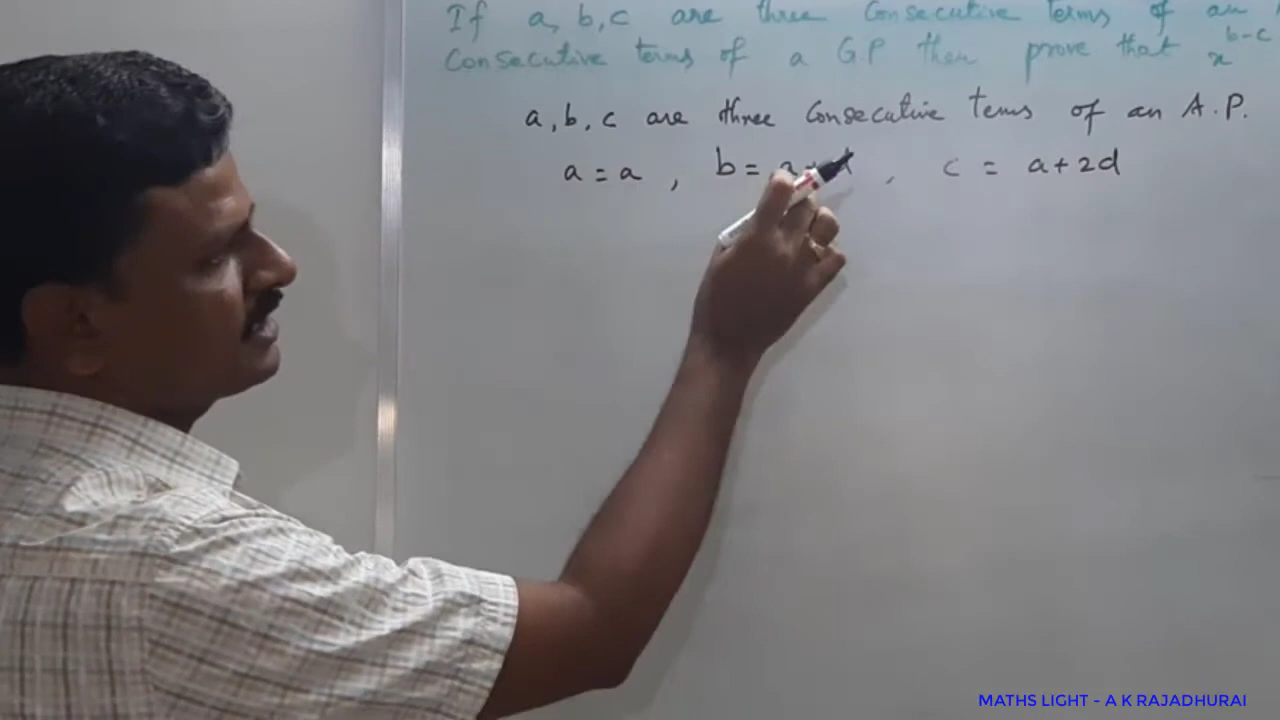 If a, b, c are three Consecutive terms of an
Consecutive terms of a GP then prove that x^{b-c}
a, b, c are three Consecutive terms of an A.P.
a = a , b = a + d , c = a + 2d
MATHS LIGHT - A K RAJADHURAI